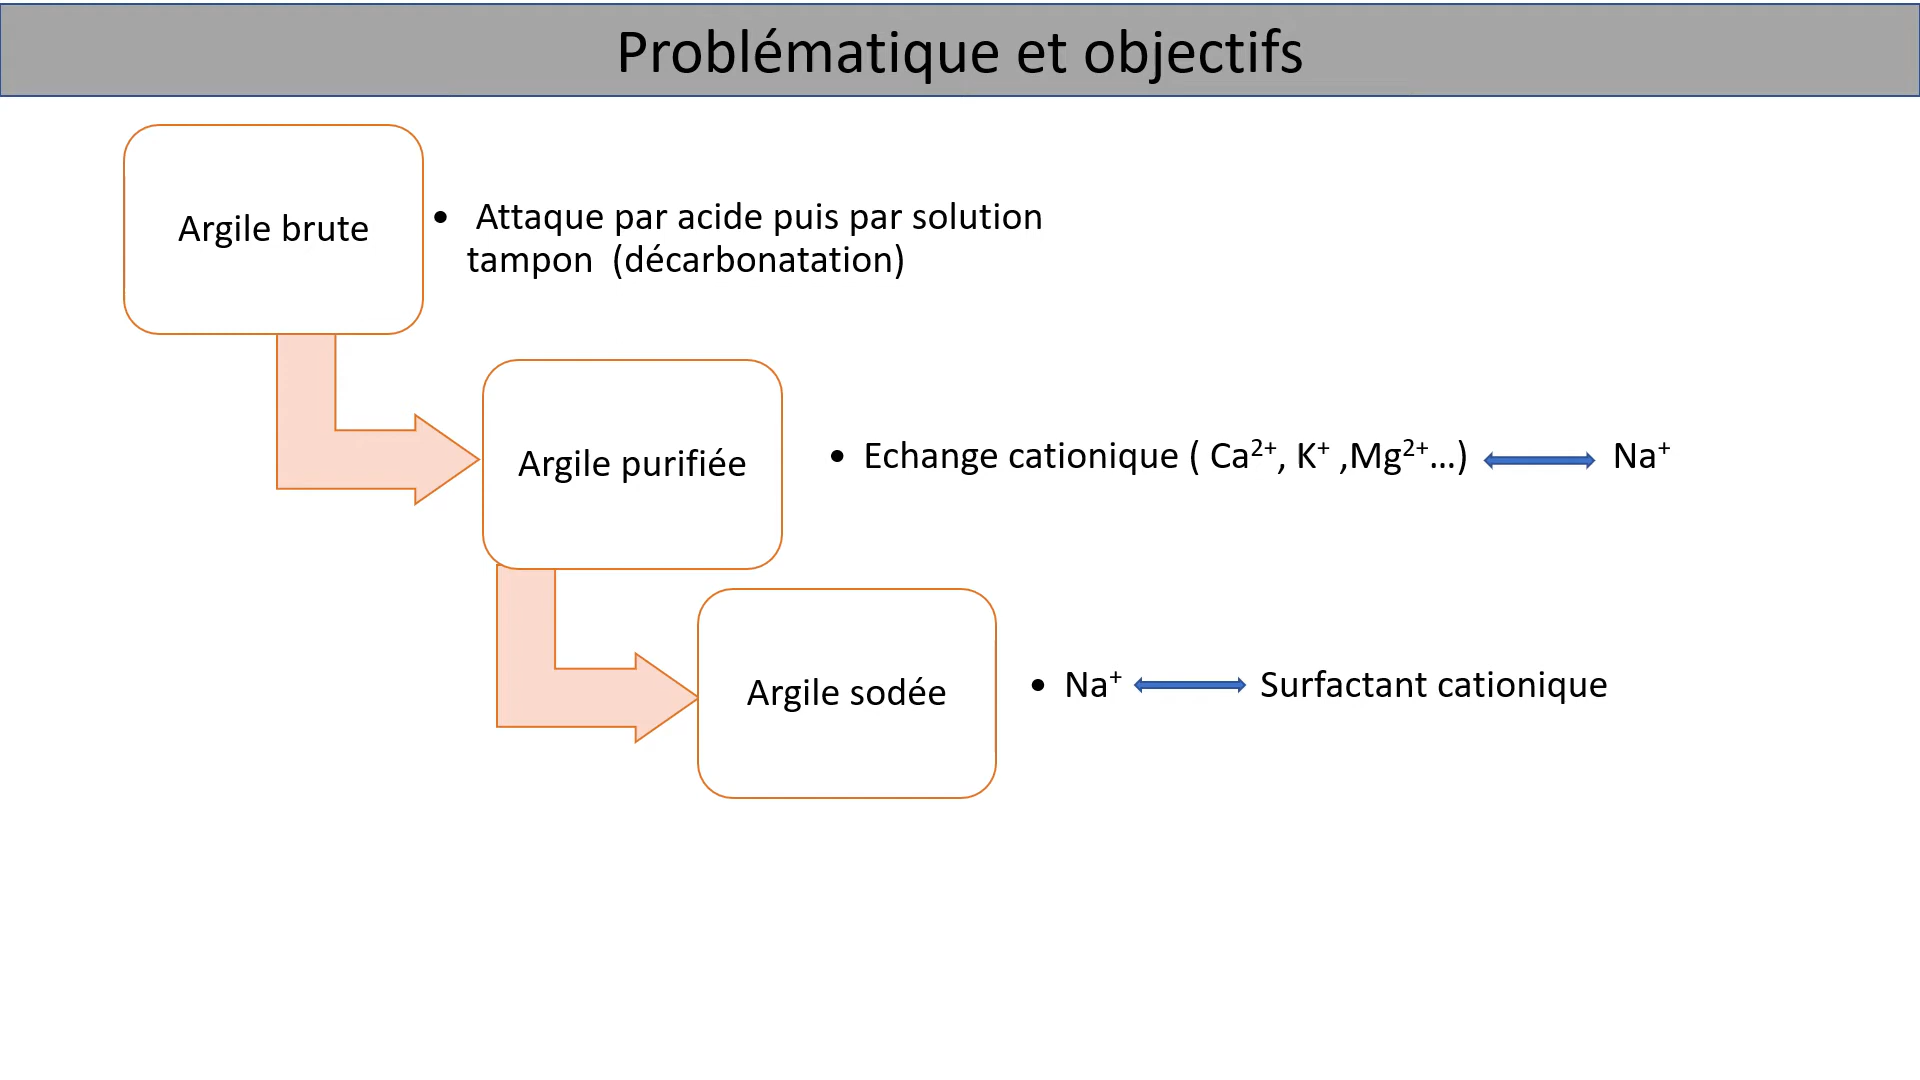 Problématique et objectifs
Argile brute
• Attaque par acide puis par solution
tampon (décarbonatation)
Argile purifiée
• Echange cationique ( Ca²⁺, K⁺ ,Mg²⁺...) Na⁺
Argile sodée
• Na⁺ Surfactant cationique